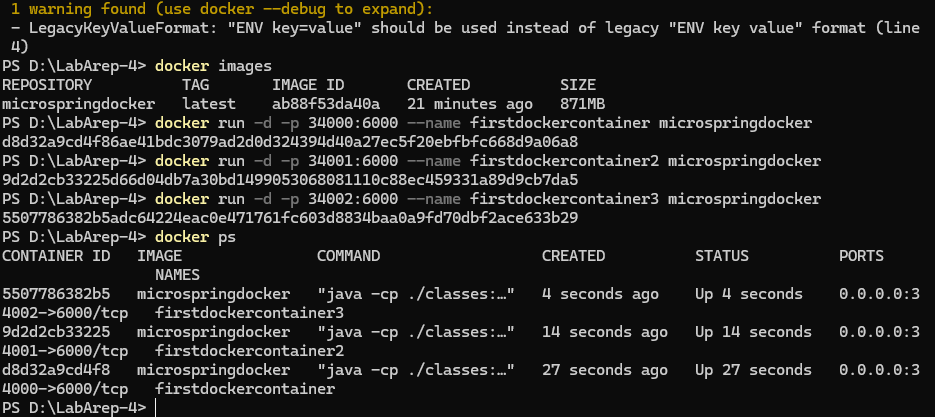 1 warning found (use docker --debug to expand):
- LegacyKeyValueFormat: "ENV key=value" should be used instead of legacy "ENV key value" format (line
4)
PS D:\LabArep-4> docker images
REPOSITORY TAG IMAGE ID CREATED SIZE
microspringdocker latest ab88f53da40a 21 minutes ago 871MB
PS D:\LabArep-4> docker run -d -p 34000:6000 --name firstdockercontainer microspringdocker
d8d32a9cd4f86ae41bdc3079ad2d0d324394d40a27ec5f20ebfbfc668d9a06a8
PS D:\LabArep-4> docker run -d -p 34001:6000 --name firstdockercontainer2 microspringdocker
9d2d2cb33225d66d04db7a30bd1499053068081110c88ec459331a89d9cb7da5
PS D:\LabArep-4> docker run -d -p 34002:6000 --name firstdockercontainer3 microspringdocker
5507786382b5adc64224eac0e471761fc603d8834baa0a9fd70dbf2ace633b29
PS D:\LabArep-4> docker ps
CONTAINER ID IMAGE COMMAND CREATED STATUS PORTS
NAMES
5507786382b5 microspringdocker "java -cp ./classes:…" 4 seconds ago Up 4 seconds 0.0.0.0:3
4002->6000/tcp firstdockercontainer3
9d2d2cb33225 microspringdocker "java -cp ./classes:…" 14 seconds ago Up 14 seconds 0.0.0.0:3
4001->6000/tcp firstdockercontainer2
d8d32a9cd4f8 microspringdocker "java -cp ./classes:…" 27 seconds ago Up 27 seconds 0.0.0.0:3
4000->6000/tcp firstdockercontainer
PS D:\LabArep-4>